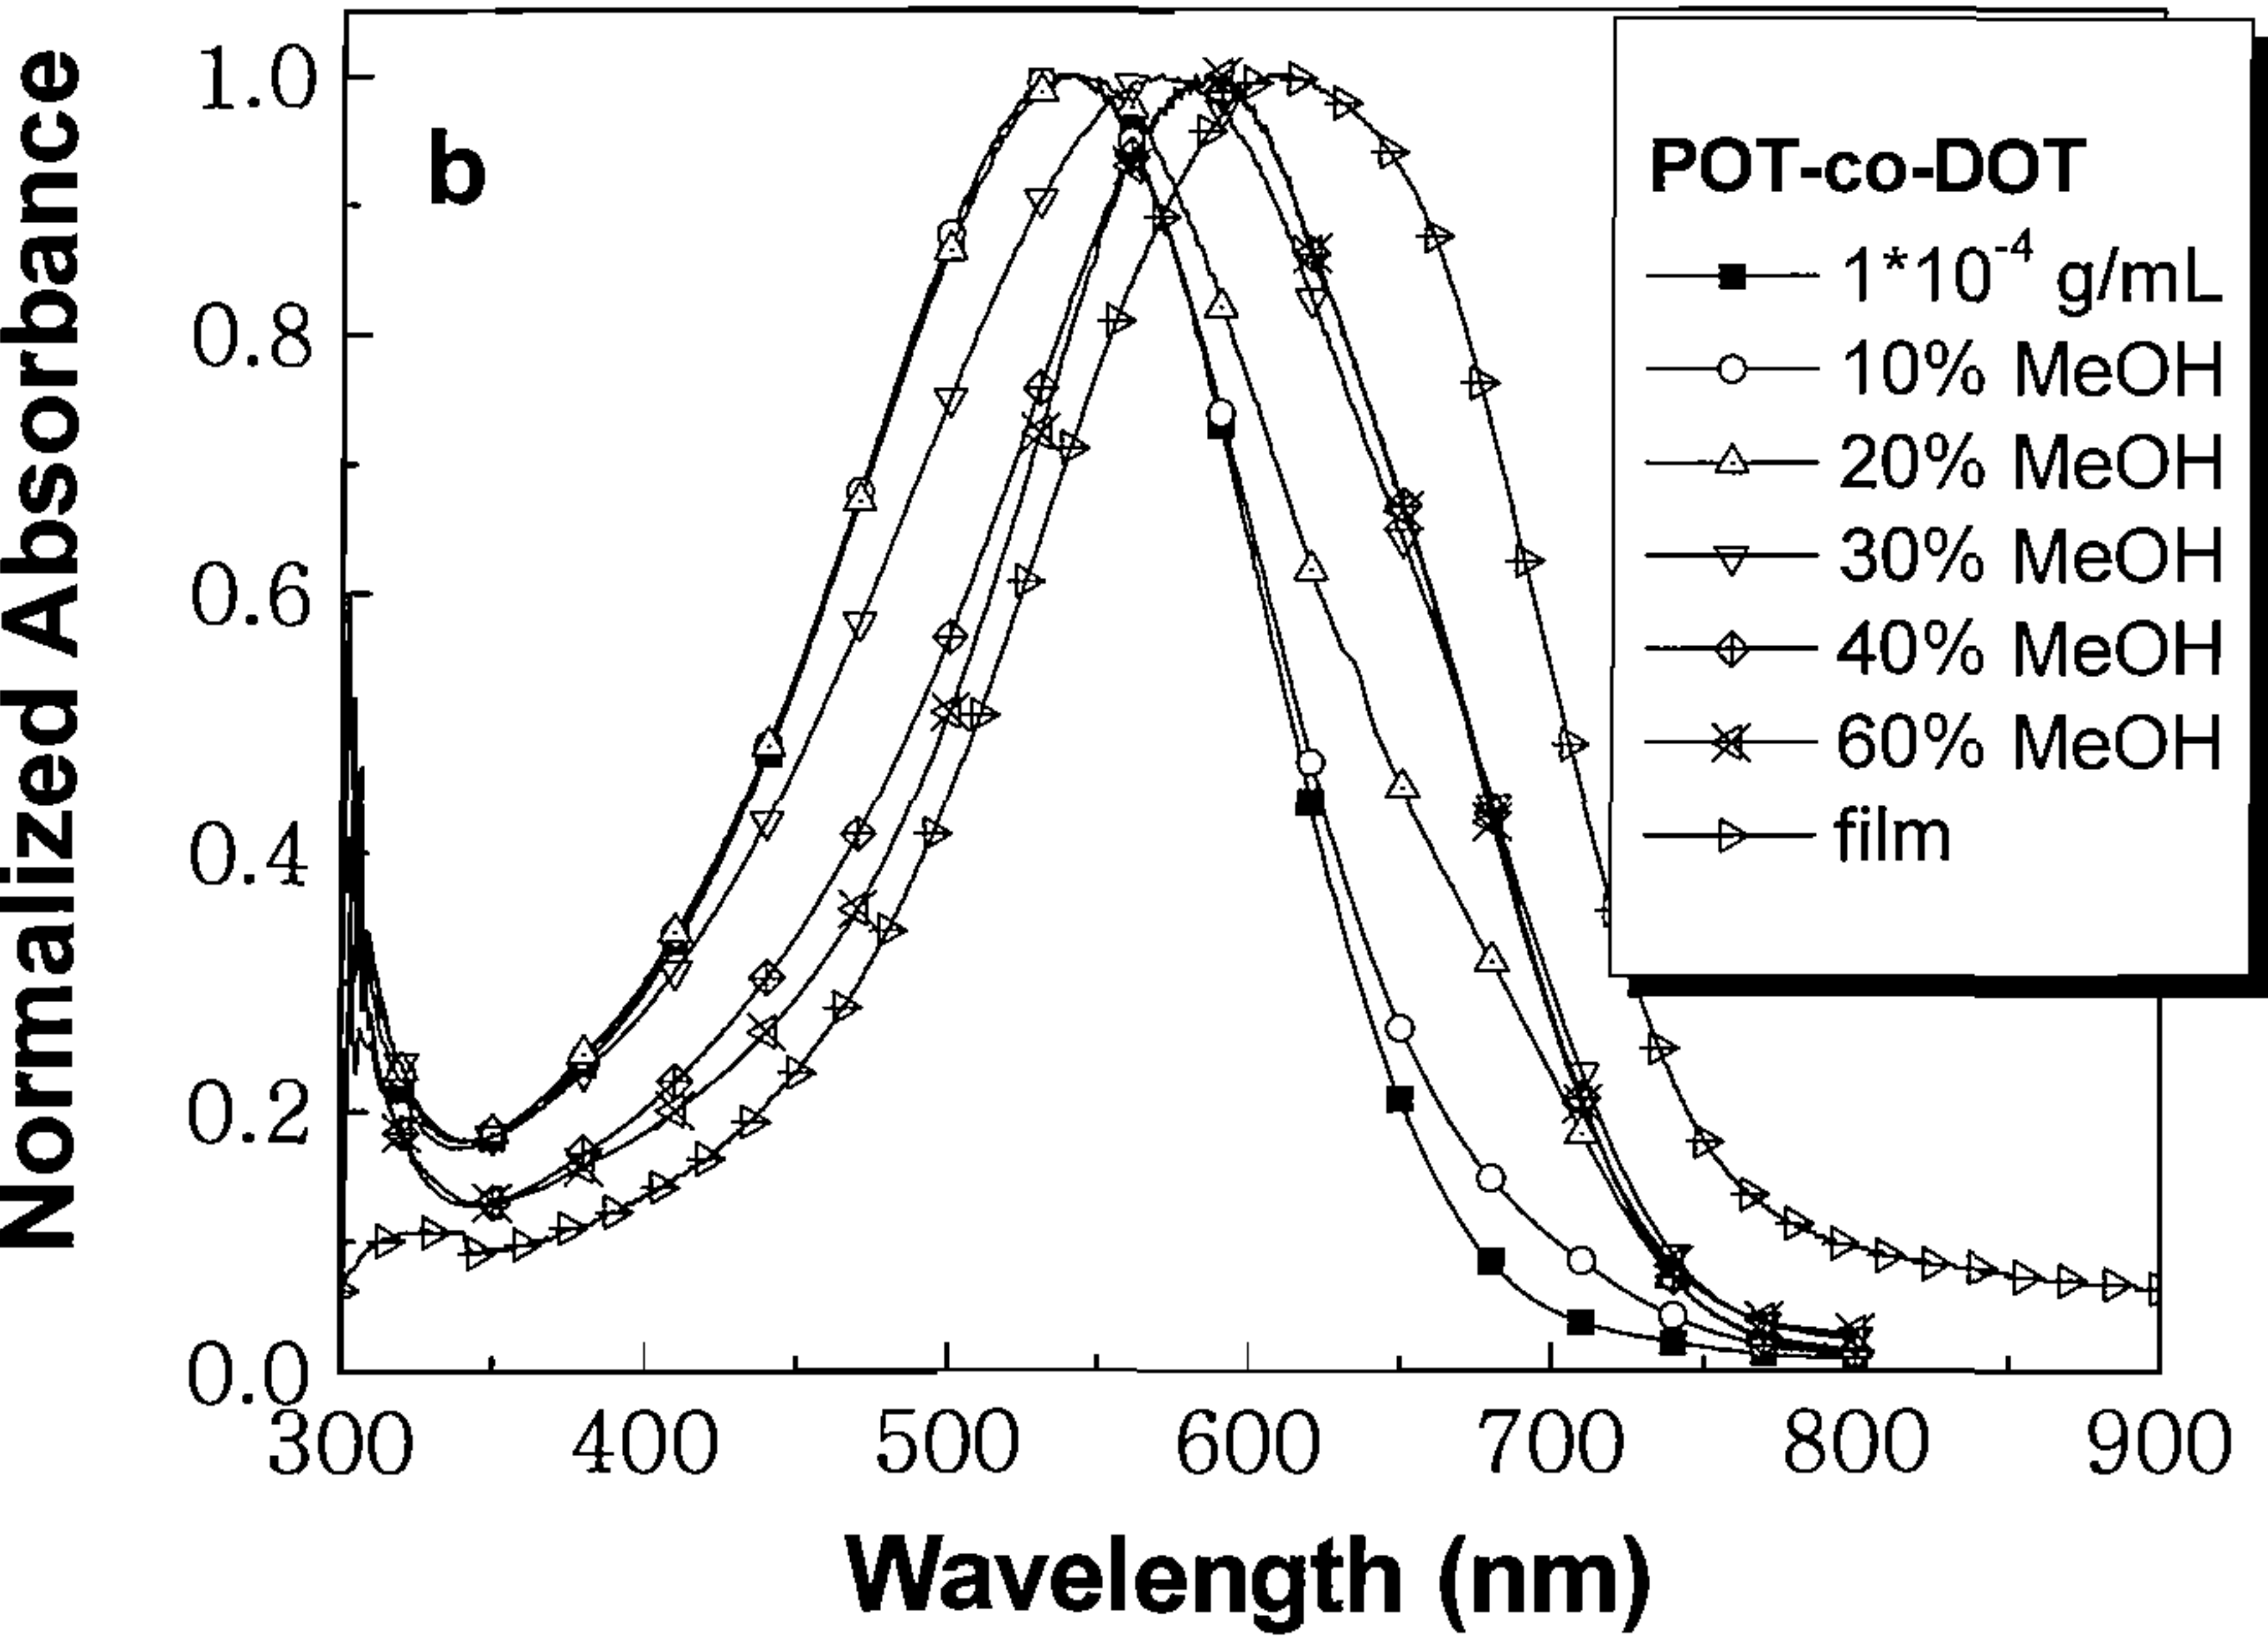 Normalized Absorbance
1.0
0.8
0.6
0.4
0.2
0.0
b
POT-co-DOT
1*10⁻⁴ g/mL
10% MeOH
20% MeOH
30% MeOH
40% MeOH
60% MeOH
film
300 400 500 600 700 800 900
Wavelength (nm)